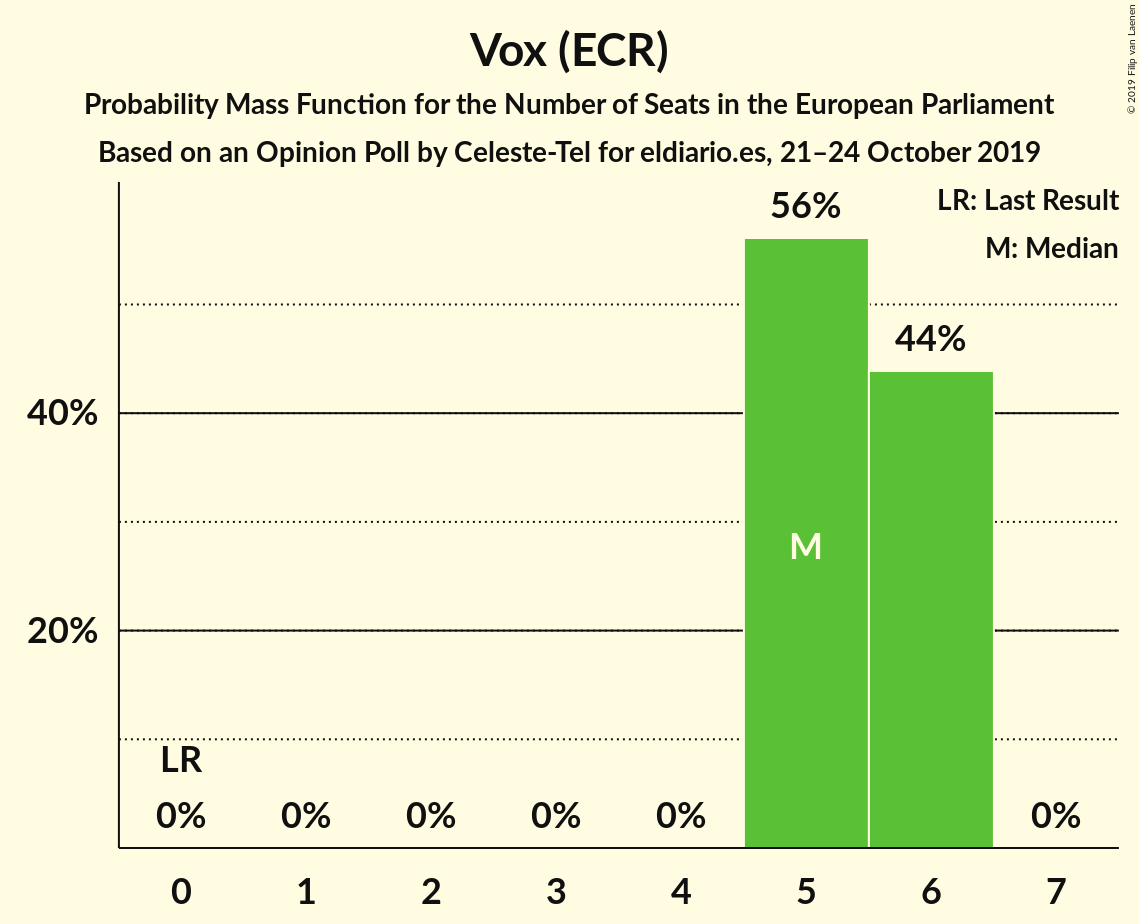 Vox (ECR)
Probability Mass Function for the Number of Seats in the European Parliament
Based on an Opinion Poll by Celeste-Tel for eldiario.es, 21–24 October 2019
© 2019 Filip van Laenen
LR: Last Result
M: Median
56%
44%
40%
M
20%
LR
0% 0% 0% 0% 0% 0%
0 1 2 3 4 5 6 7